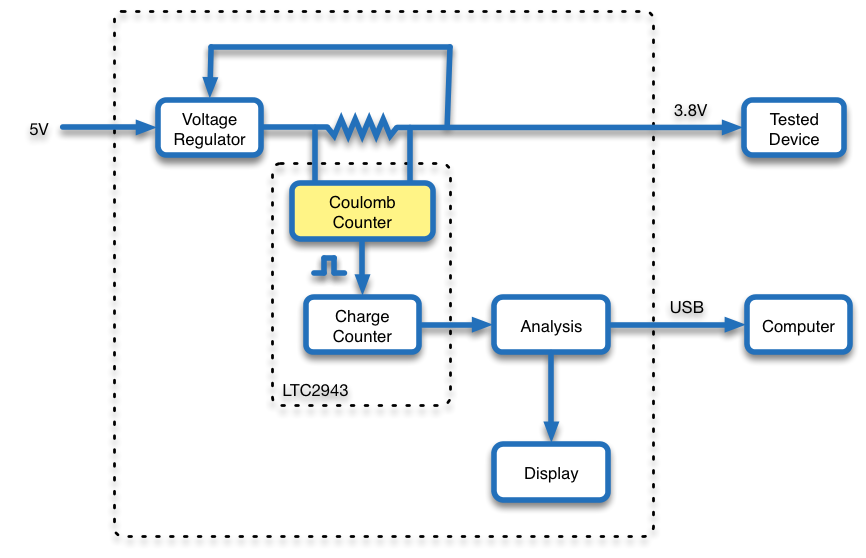 5V
Voltage
Regulator
3.8V
Tested
Device
Coulomb
Counter
Charge
Counter
Analysis
USB
Computer
LTC2943
Display